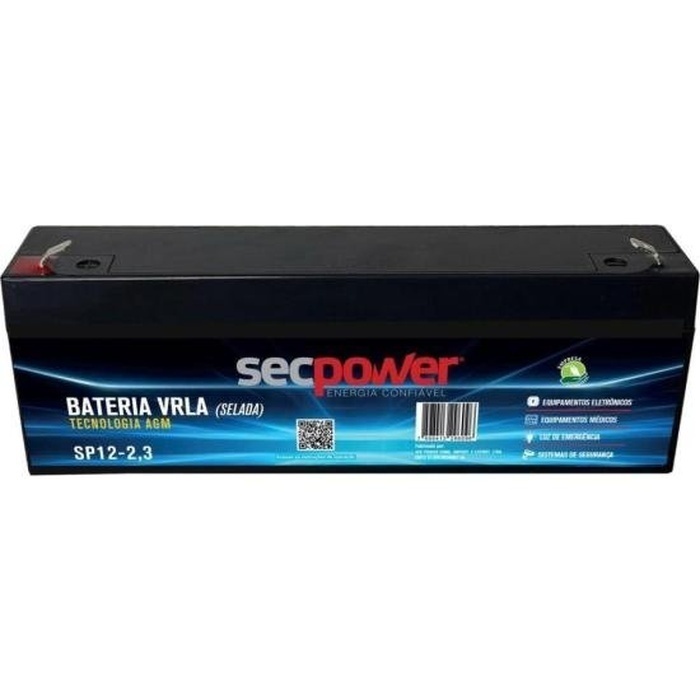 secpower
ENERGIA CONFIÁVEL
BATERIA VRLA (SELADA)
TECNOLOGIA AGM
SP12-2,3
EMPRESA
EQUIPAMENTOS ELETRÔNICOS
EQUIPAMENTOS MÉDICOS
LUZ DE EMERGÊNCIA
SISTEMAS DE SEGURANÇA